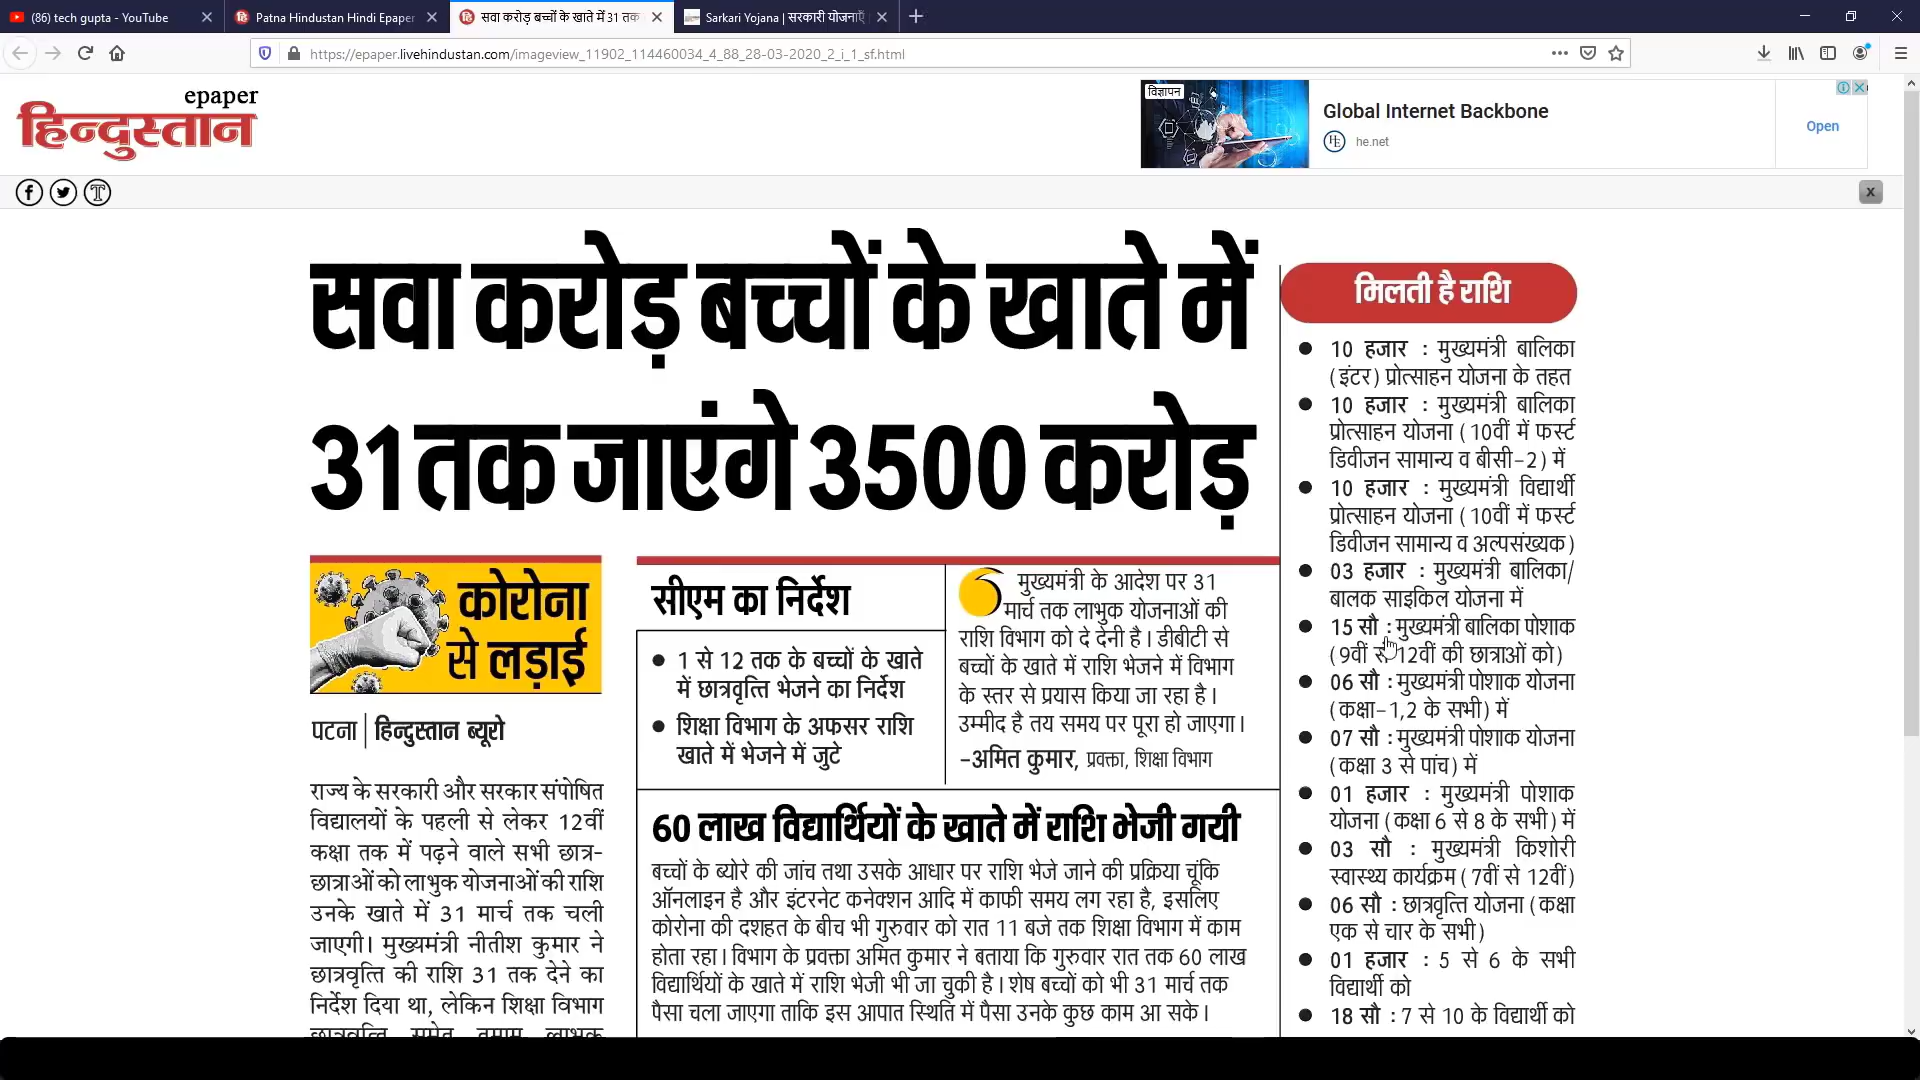 (86) tech gupta - YouTube
Patna Hindustan Hindi Epaper
सवा करोड़ बच्चों के खाते में 31 तक
Sarkari Yojana | सरकारी योजनाएँ
https://epaper.livehindustan.com/imageview_11902_114460034_4_88_28-03-2020_2_i_1_sf.html
epaper
हिन्दुस्तान
विज्ञापन
Global Internet Backbone
he.net
Open
x
सवा करोड़ बच्चों के खाते में
31 तक जाएंगे 3500 करोड़
कोरोना
से लड़ाई
पटना | हिन्दुस्तान ब्यूरो
राज्य के सरकारी और सरकार संपोषित
विद्यालयों के पहली से लेकर 12वीं
कक्षा तक में पढ़ने वाले सभी छात्र-
छात्राओं को लाभुक योजनाओं की राशि
उनके खाते में 31 मार्च तक चली
जाएगी। मुख्यमंत्री नीतीश कुमार ने
छात्रवृत्ति की राशि 31 तक देने का
निर्देश दिया था, लेकिन शिक्षा विभाग
छात्रवृत्ति समेत तमाम लाभुक
सीएम का निर्देश
● 1 से 12 तक के बच्चों के खाते
में छात्रवृत्ति भेजने का निर्देश
● शिक्षा विभाग के अफसर राशि
खाते में भेजने में जुटे
मुख्यमंत्री के आदेश पर 31
मार्च तक लाभुक योजनाओं की
राशि विभाग को दे देनी है। डीबीटी से
बच्चों के खाते में राशि भेजने में विभाग
के स्तर से प्रयास किया जा रहा है।
उम्मीद है तय समय पर पूरा हो जाएगा।
-अमित कुमार, प्रवक्ता, शिक्षा विभाग
60 लाख विद्यार्थियों के खाते में राशि भेजी गयी
बच्चों के ब्योरे की जांच तथा उसके आधार पर राशि भेजे जाने की प्रक्रिया चूंकि
ऑनलाइन है और इंटरनेट कनेक्शन आदि में काफी समय लग रहा है, इसलिए
कोरोना की दशहत के बीच भी गुरुवार को रात 11 बजे तक शिक्षा विभाग में काम
होता रहा। विभाग के प्रवक्ता अमित कुमार ने बताया कि गुरुवार रात तक 60 लाख
विद्यार्थियों के खाते में राशि भेजी भी जा चुकी है। शेष बच्चों को भी 31 मार्च तक
पैसा चला जाएगा ताकि इस आपात स्थिति में पैसा उनके कुछ काम आ सके।
मिलती है राशि
● 10 हजार : मुख्यमंत्री बालिका
(इंटर) प्रोत्साहन योजना के तहत
● 10 हजार : मुख्यमंत्री बालिका
प्रोत्साहन योजना (10वीं में फर्स्ट
डिवीजन सामान्य व बीसी-2) में
● 10 हजार : मुख्यमंत्री विद्यार्थी
प्रोत्साहन योजना (10वीं में फर्स्ट
डिवीजन सामान्य व अल्पसंख्यक)
● 03 हजार : मुख्यमंत्री बालिका/
बालक साइकिल योजना में
● 15 सौ : मुख्यमंत्री बालिका पोशाक
(9वीं से 12वीं की छात्राओं को)
● 06 सौ : मुख्यमंत्री पोशाक योजना
(कक्षा-1,2 के सभी) में
● 07 सौ : मुख्यमंत्री पोशाक योजना
(कक्षा 3 से पांच) में
● 01 हजार : मुख्यमंत्री पोशाक
योजना (कक्षा 6 से 8 के सभी) में
● 03 सौ : मुख्यमंत्री किशोरी
स्वास्थ्य कार्यक्रम (7वीं से 12वीं)
● 06 सौ : छात्रवृत्ति योजना (कक्षा
एक से चार के सभी)
● 01 हजार : 5 से 6 के सभी
विद्यार्थी को
● 18 सौ : 7 से 10 के विद्यार्थी को